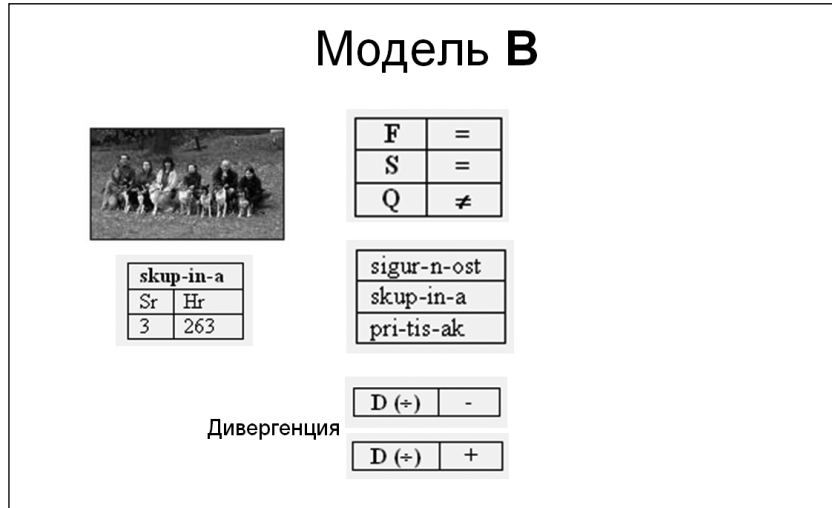 Модель B
F =
S =
Q ≠
skup-in-a
Sr Hr
3 263
sigur-n-ost
skup-in-a
pri-tis-ak
Дивергенция
D (÷) -
D (÷) +